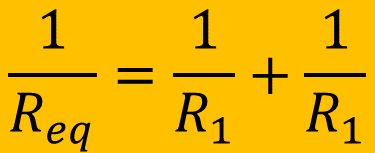 1/R_eq = 1/R_1 + 1/R_1